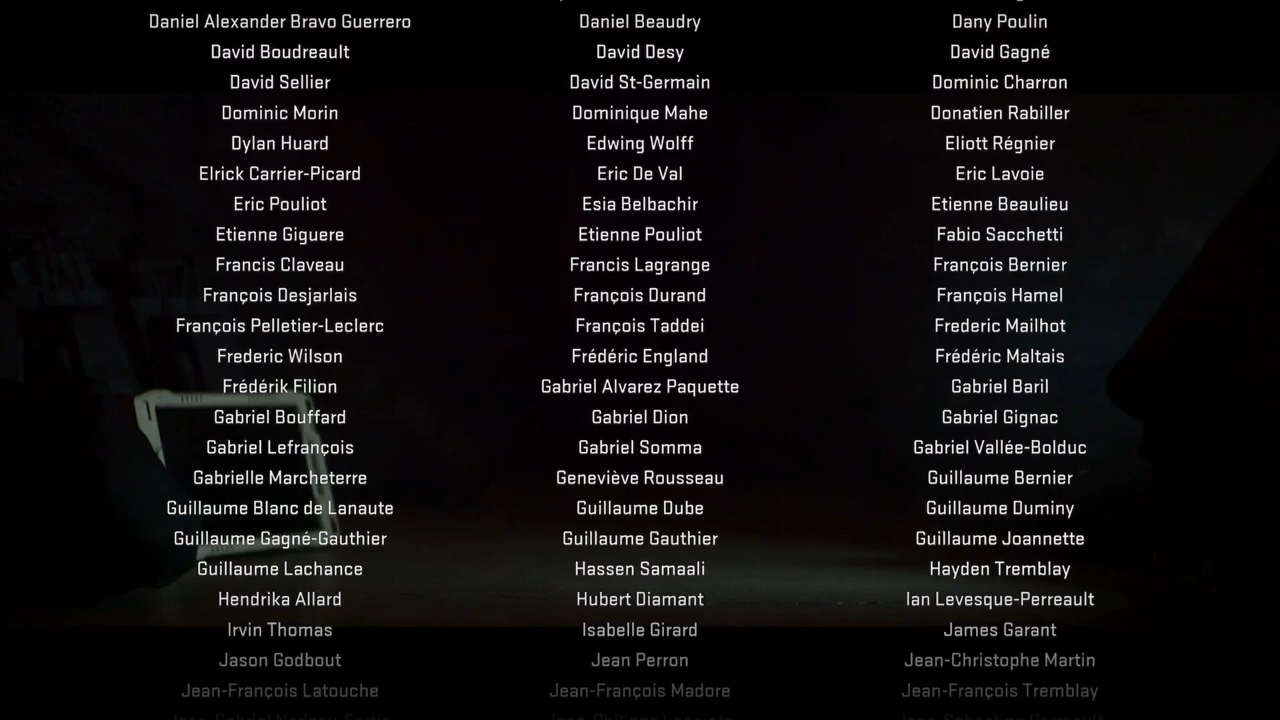 Daniel Alexander Bravo Guerrero Daniel Beaudry Dany Poulin
David Boudreault David Desy David Gagné
David Sellier David St-Germain Dominic Charron
Dominic Morin Dominique Mahe Donatien Rabiller
Dylan Huard Edwing Wolff Eliott Régnier
Elrick Carrier-Picard Eric De Val Eric Lavoie
Eric Pouliot Esia Belbachir Etienne Beaulieu
Etienne Giguere Etienne Pouliot Fabio Sacchetti
Francis Claveau Francis Lagrange François Bernier
François Desjarlais François Durand François Hamel
François Pelletier-Leclerc François Taddei Frederic Mailhot
Frederic Wilson Frédéric England Frédéric Maltais
Frédérik Filion Gabriel Alvarez Paquette Gabriel Baril
Gabriel Bouffard Gabriel Dion Gabriel Gignac
Gabriel Lefrançois Gabriel Somma Gabriel Vallée-Bolduc
Gabrielle Marcheterre Geneviève Rousseau Guillaume Bernier
Guillaume Blanc de Lanaute Guillaume Dube Guillaume Duminy
Guillaume Gagné-Gauthier Guillaume Gauthier Guillaume Joannette
Guillaume Lachance Hassen Samaali Hayden Tremblay
Hendrika Allard Hubert Diamant Ian Levesque-Perreault
Irvin Thomas Isabelle Girard James Garant
Jason Godbout Jean Perron Jean-Christophe Martin
Jean-François Latouche Jean-François Madore Jean-François Tremblay